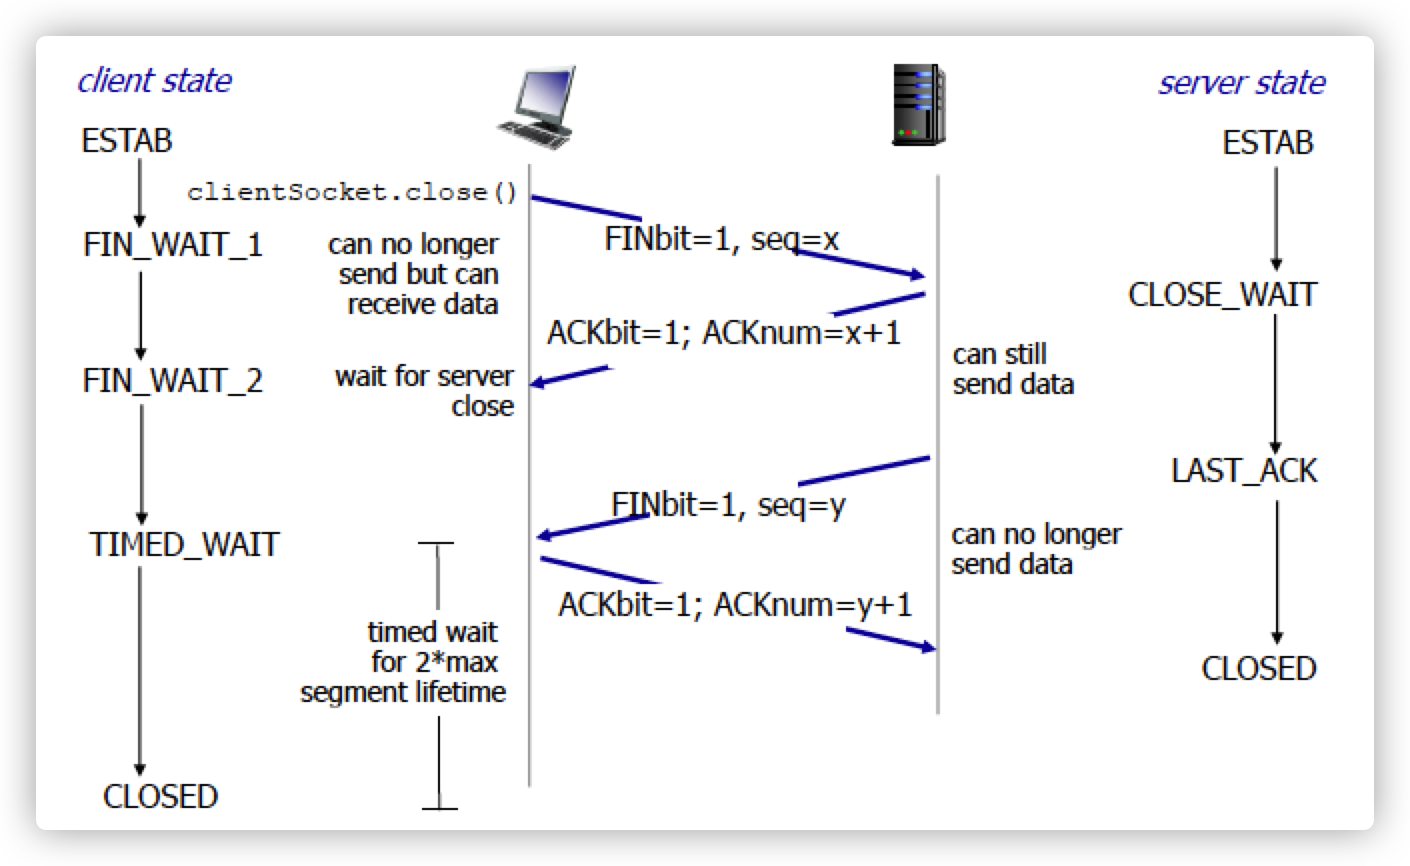 client state
server state
ESTAB
ESTAB
clientSocket.close()
FINbit=1, seq=x
FIN_WAIT_1
can no longer
send but can
receive data
CLOSE_WAIT
ACKbit=1; ACKnum=x+1
can still
send data
FIN_WAIT_2
wait for server
close
LAST_ACK
FINbit=1, seq=y
can no longer
send data
TIMED_WAIT
ACKbit=1; ACKnum=y+1
timed wait
for 2*max
segment lifetime
CLOSED
CLOSED